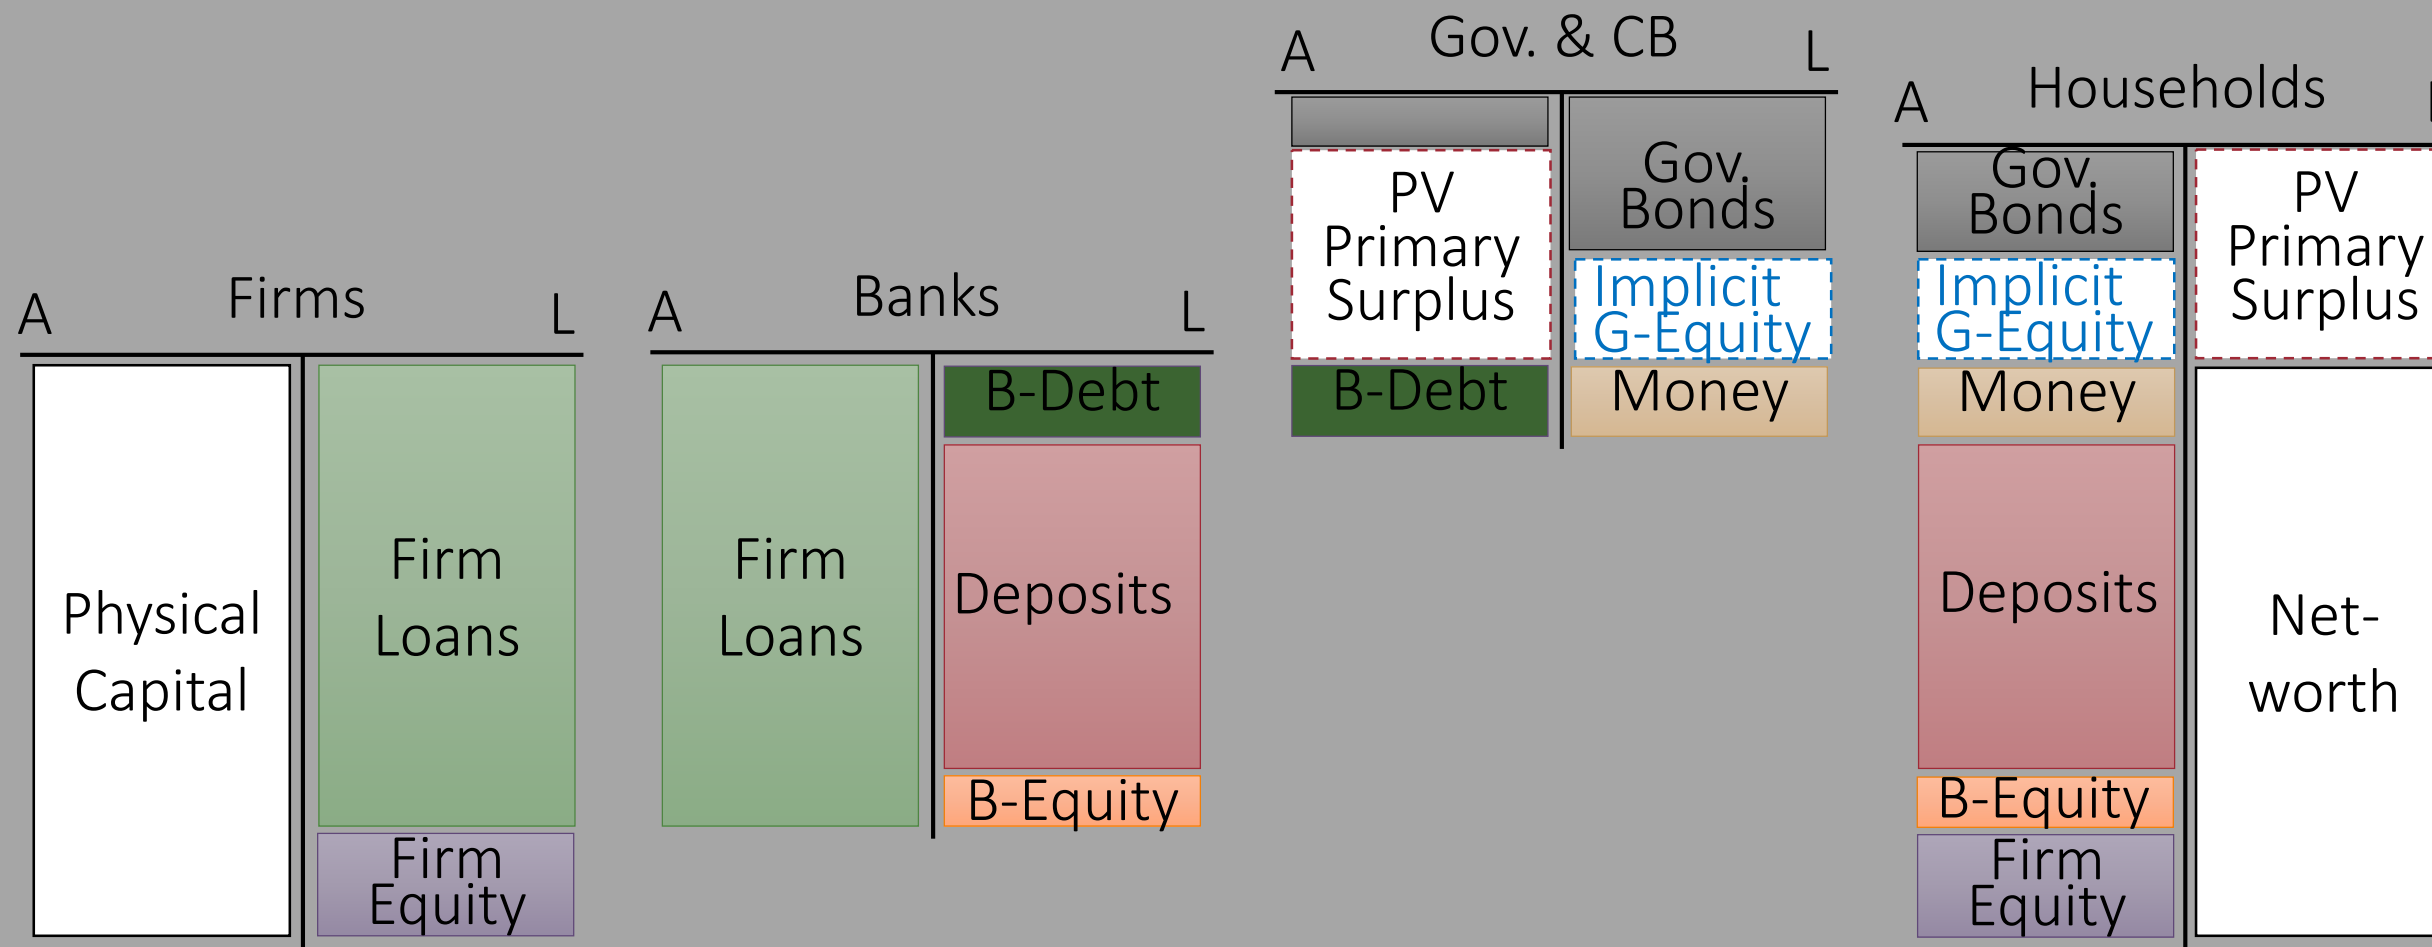 Firms
A
L
Physical
Capital
Firm
Loans
Firm
Equity
Banks
A
L
Firm
Loans
B-Debt
Deposits
B-Equity
Gov. & CB
A
L
PV
Primary
Surplus
B-Debt
Gov.
Bonds
Implicit
G-Equity
Money
Households
A
Gov.
Bonds
Implicit
G-Equity
Money
Deposits
B-Equity
Firm
Equity
PV
Primary
Surplus
Net-
worth